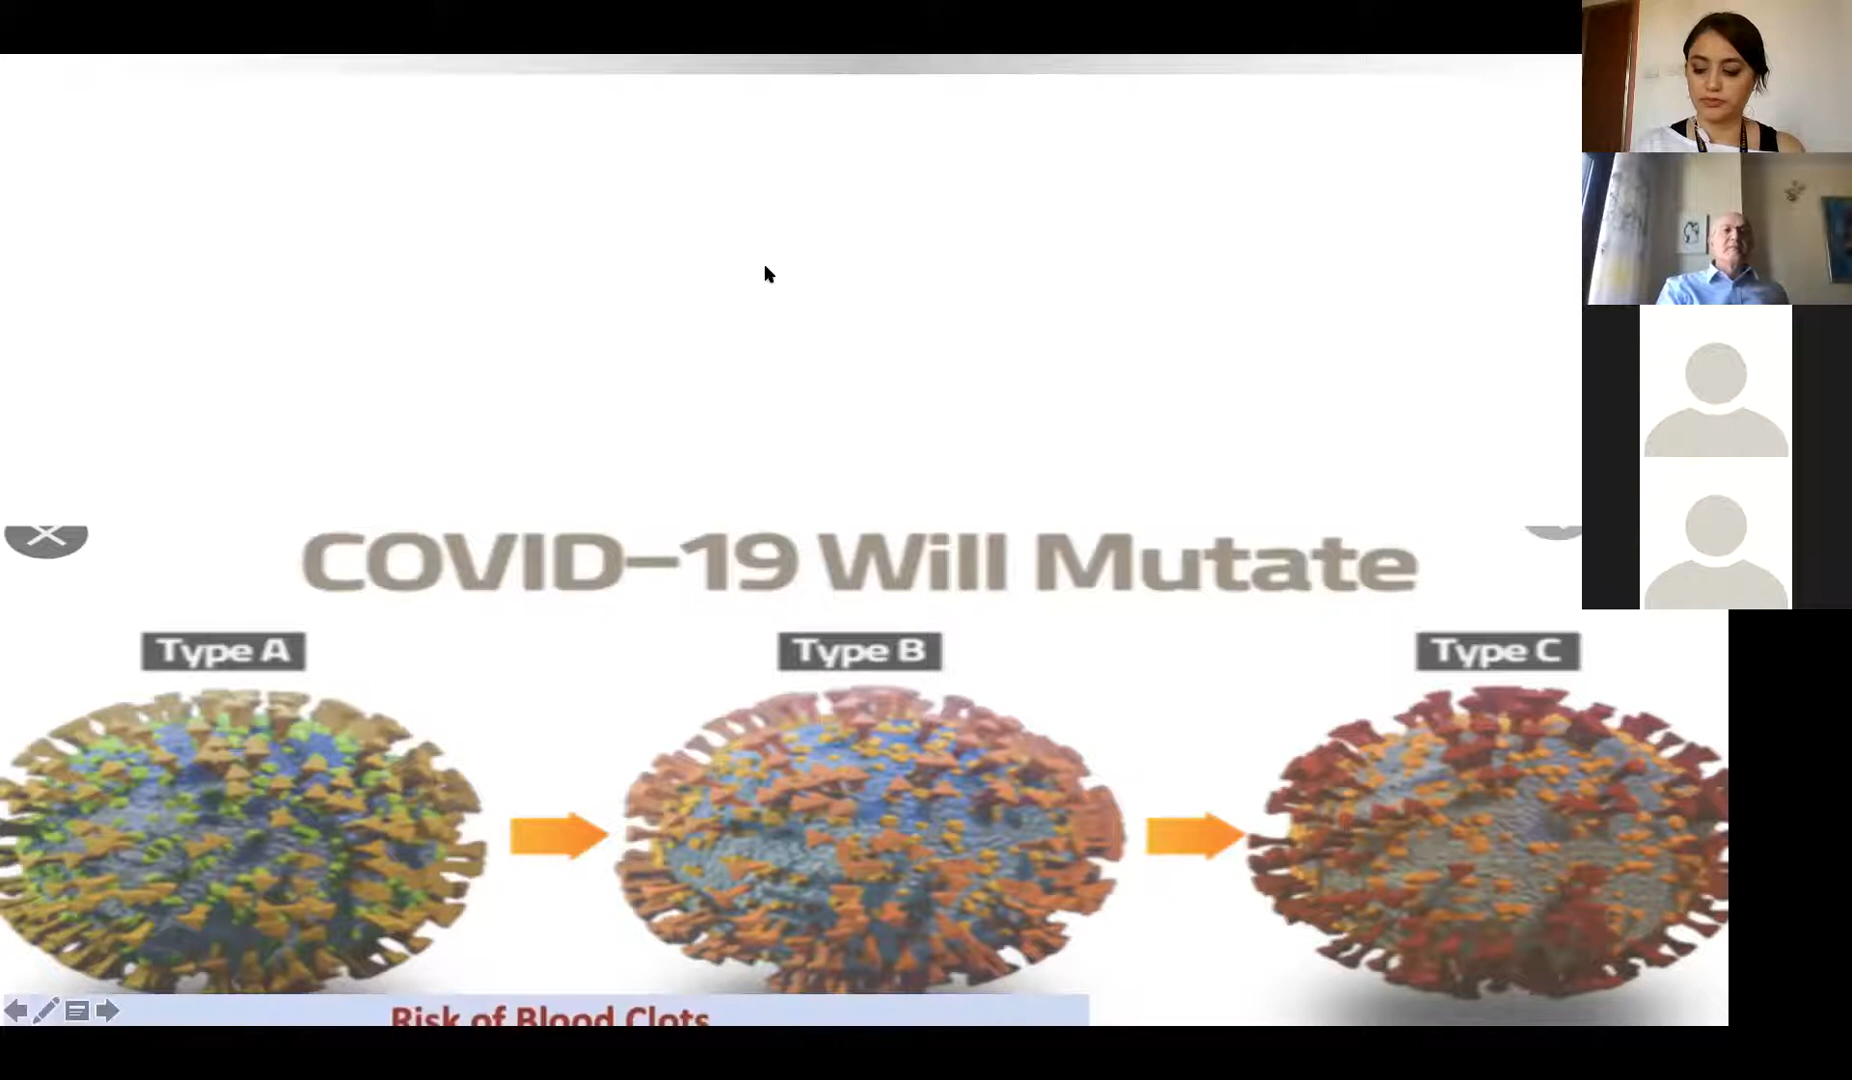 COVID–19 Will Mutate
Type A
Type B
Type C
Risk of Blood Clots